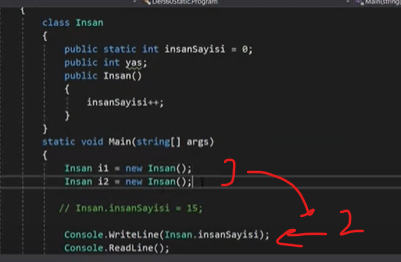 Ders60Static.Program
Main(string[]
{
class Insan
{
public static int insanSayisi = 0;
public int yas;
public Insan()
{
insanSayisi++;
}
}
static void Main(string[] args)
{
Insan i1 = new Insan();
Insan i2 = new Insan();
// Insan.insanSayisi = 15;
2
Console.WriteLine(Insan.insanSayisi);
Console.ReadLine();